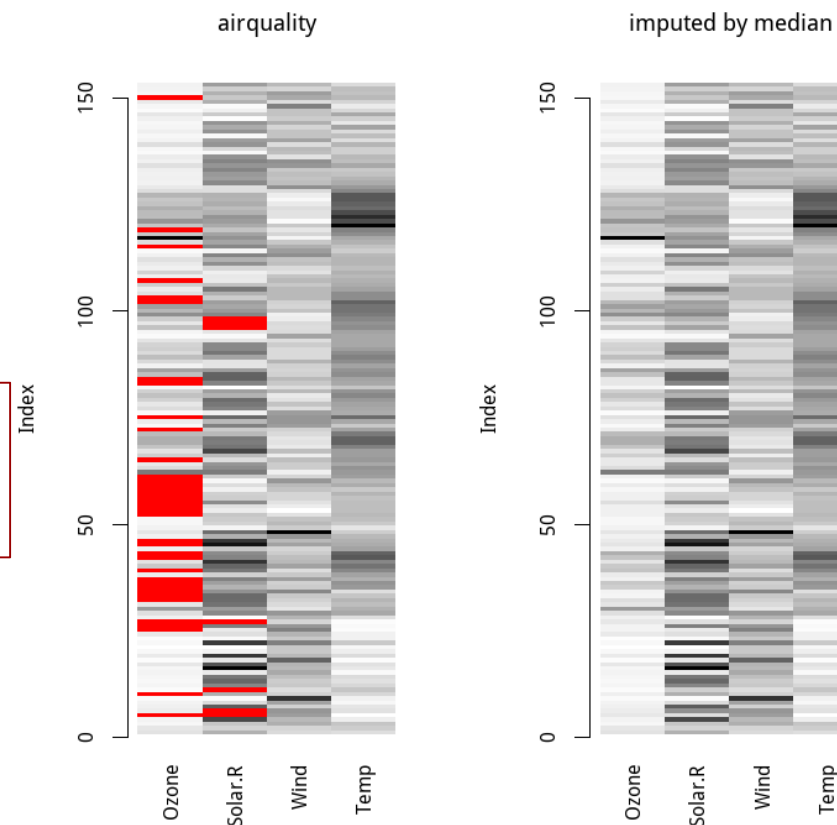 airquality
imputed by median
150
100
50
0
Index
Ozone
Solar.R
Wind
Temp
150
100
50
0
Index
Ozone
Solar.R
Wind
Temp